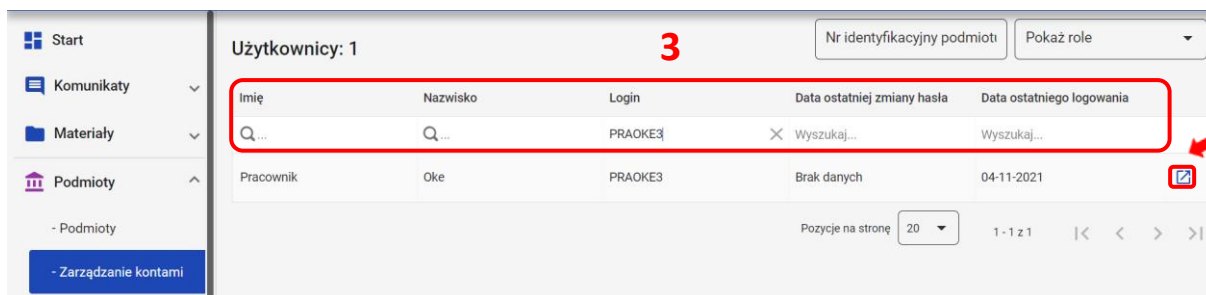 Start
Komunikaty
Materiały
Podmioty
- Podmioty
- Zarządzanie kontami
Użytkownicy: 1
3
Nr identyfikacyjny podmiotu
Pokaż role
Imię Nazwisko Login Data ostatniej zmiany hasła Data ostatniego logowania
... ... PRAOKE3 Wyszukaj... Wyszukaj...
Pracownik Oke PRAOKE3 Brak danych 04-11-2021
Pozycje na stronę 20 1 - 1 z 1